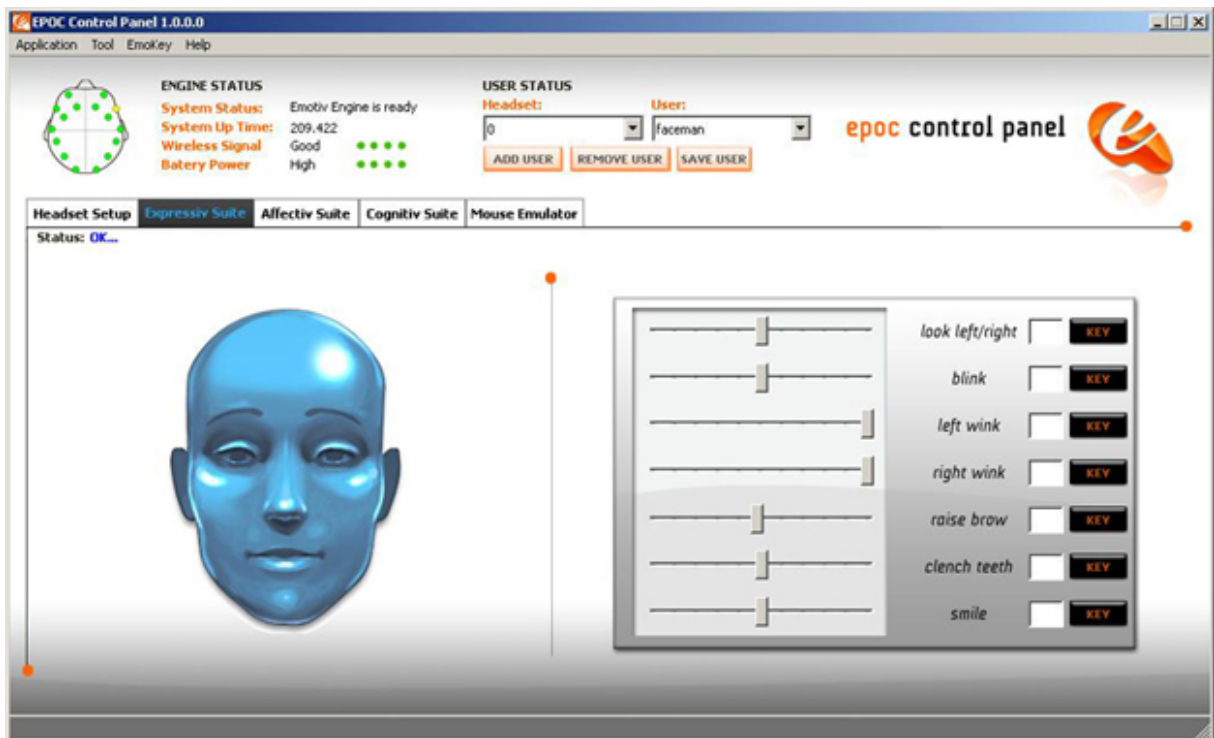 EPOC Control Panel 1.0.0.0
Application Tool EmoKey Help
ENGINE STATUS
System Status: Emotiv Engine is ready
System Up Time: 209.422
Wireless Signal Good
Batery Power High
USER STATUS
Headset: User:
0 faceman
ADD USER REMOVE USER SAVE USER
epoc control panel
Headset Setup Expressiv Suite Affectiv Suite Cognitiv Suite Mouse Emulator
Status: OK...
look left/right KEY
blink KEY
left wink KEY
right wink KEY
raise brow KEY
clench teeth KEY
smile KEY